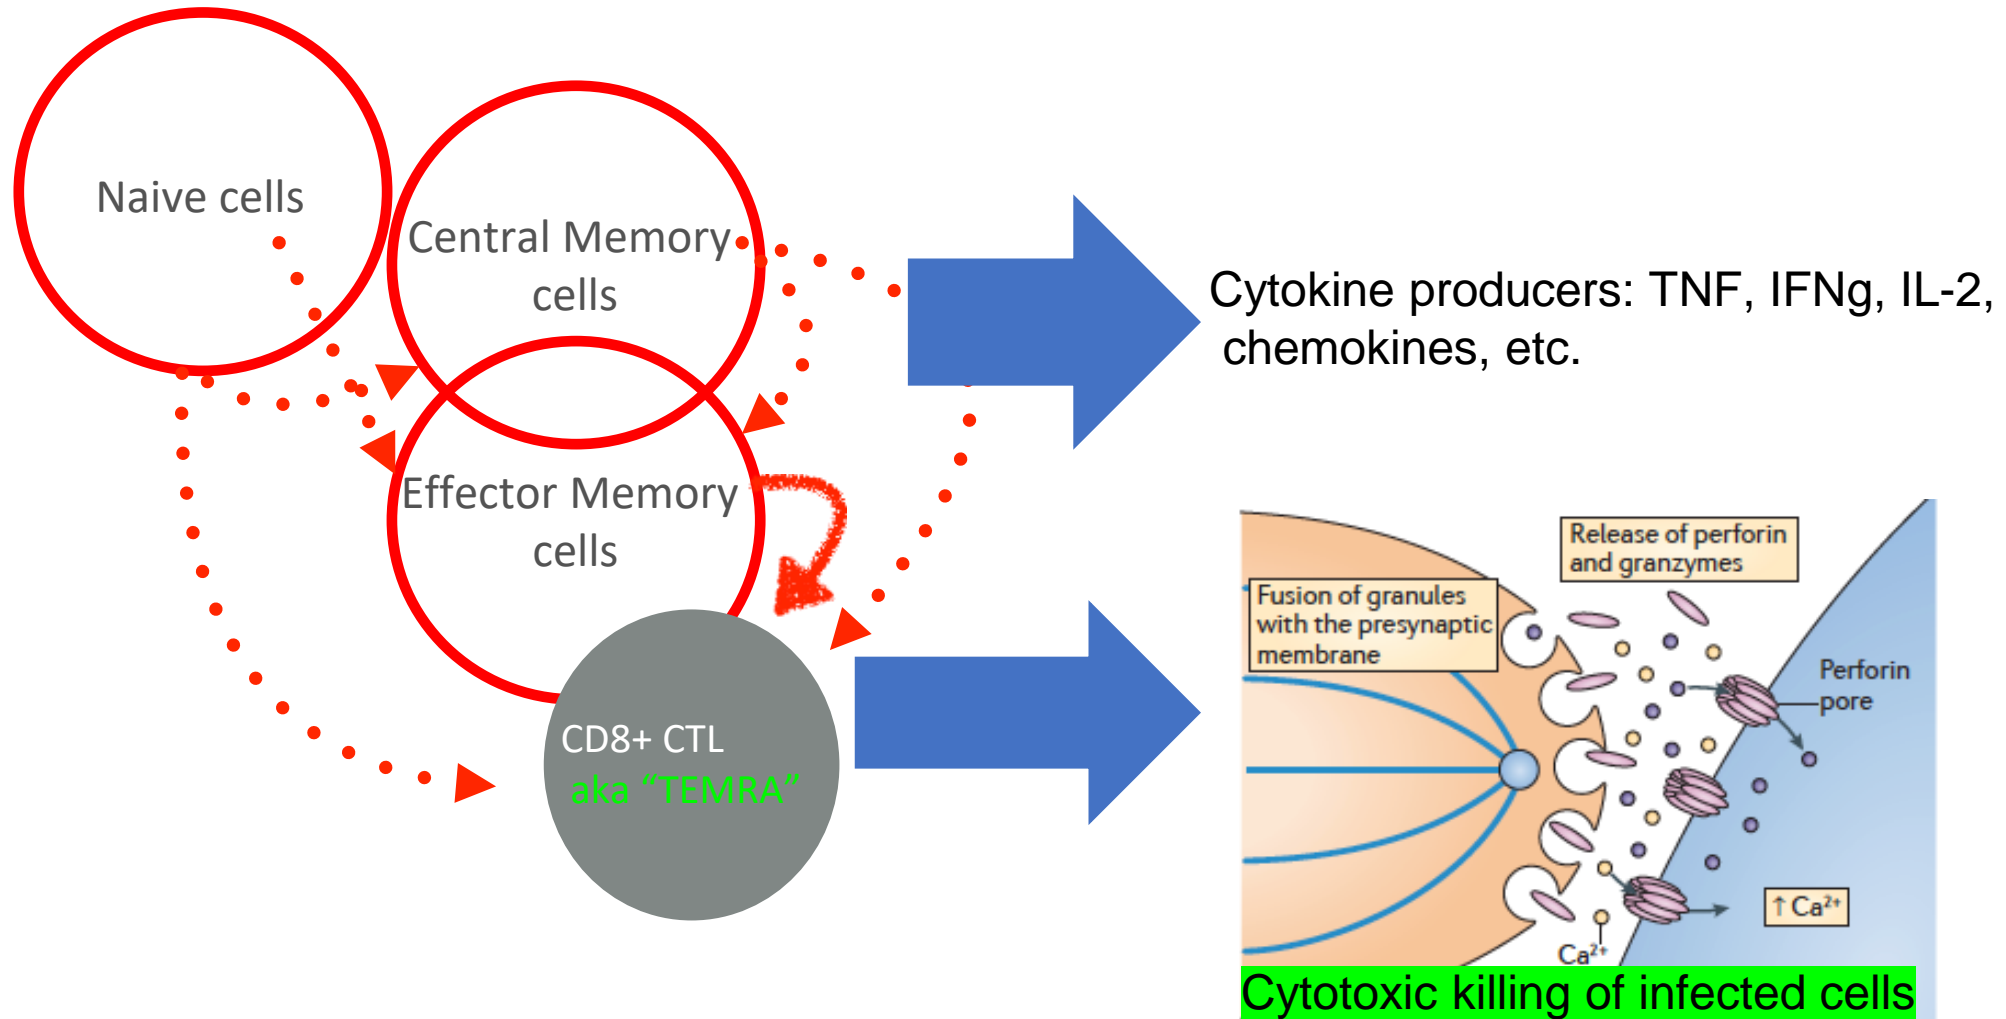 Naive cells
Central Memory
cells
Effector Memory
cells
CD8+ CTL
aka “TEMRA”
Cytokine producers: TNF, IFNg, IL-2,
chemokines, etc.
Release of perforin
and granzymes
Fusion of granules
with the presynaptic
membrane
Perforin
pore
↑ Ca²⁺
Ca²⁺
Cytotoxic killing of infected cells